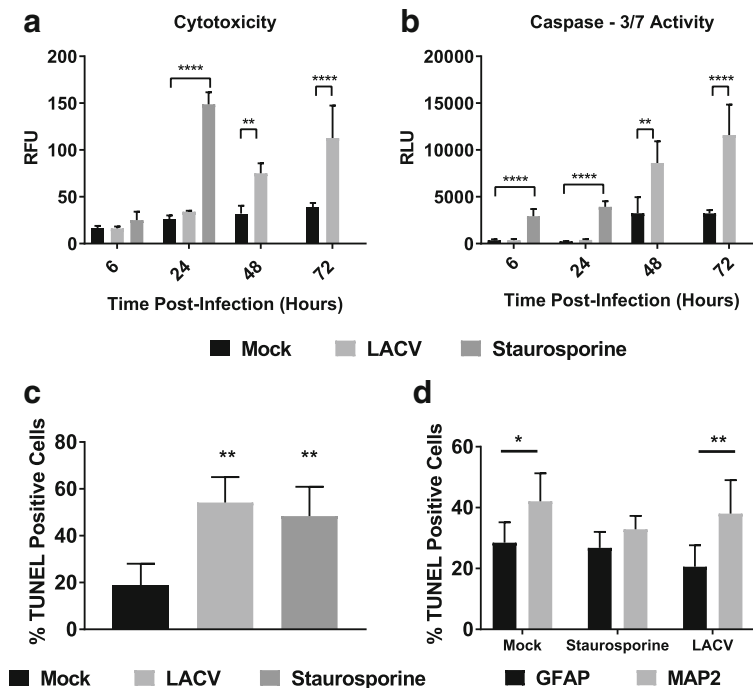 a
Cytotoxicity
200
150
100
50
0
RFU
****
**
****
6
24
48
72
Time Post-Infection (Hours)
b
Caspase - 3/7 Activity
20000
15000
10000
5000
0
RLU
****
****
**
****
6
24
48
72
Time Post-Infection (Hours)
Mock LACV Staurosporine
c
80
60
40
20
0
% TUNEL Positive Cells
**
**
Mock LACV Staurosporine
d
60
40
20
0
% TUNEL Positive Cells
*
**
Mock Staurosporine LACV
GFAP MAP2